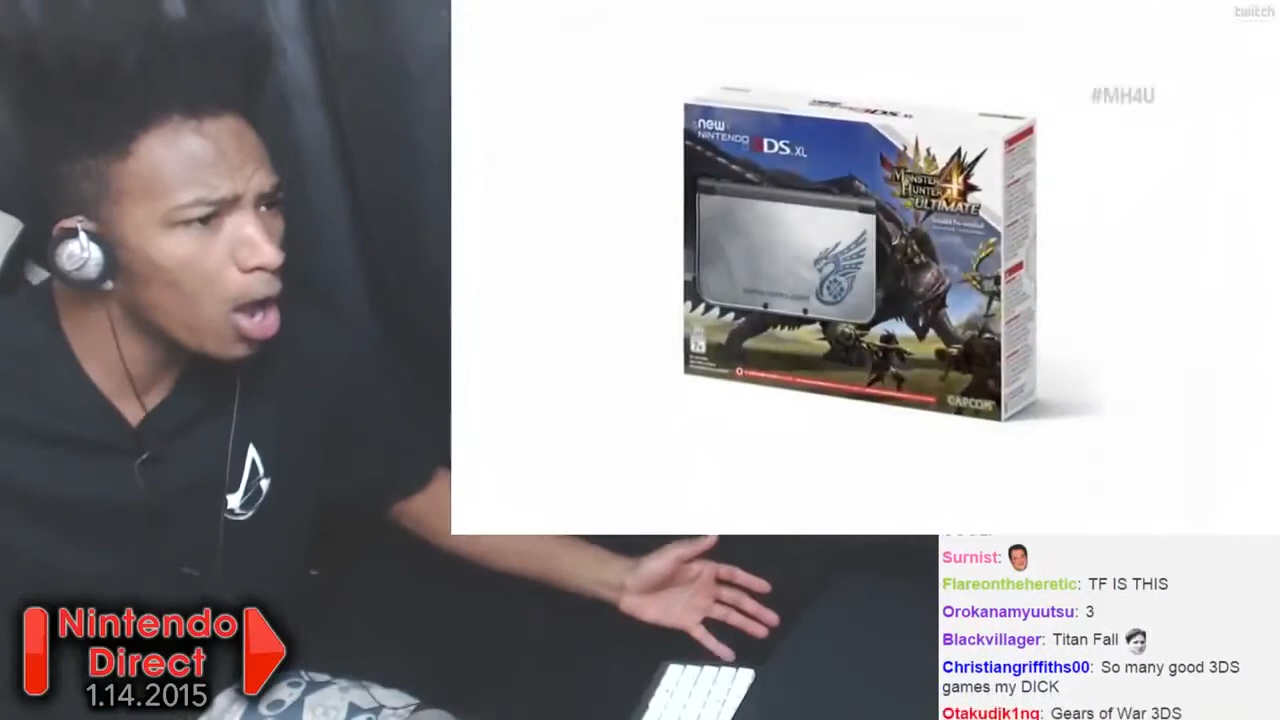 twitch
#MH4U
new
NINTENDO 3DS XL
MONSTER
HUNTER 4
ULTIMATE
CAPCOM
Surnist:
Flareontheheretic: TF IS THIS
Orokanamyuutsu: 3
Blackvillager: Titan Fall
Christiangriffiths00: So many good 3DS
games my DICK
Otakudjk1ng: Gears of War 3DS
Nintendo
Direct
1.14.2015